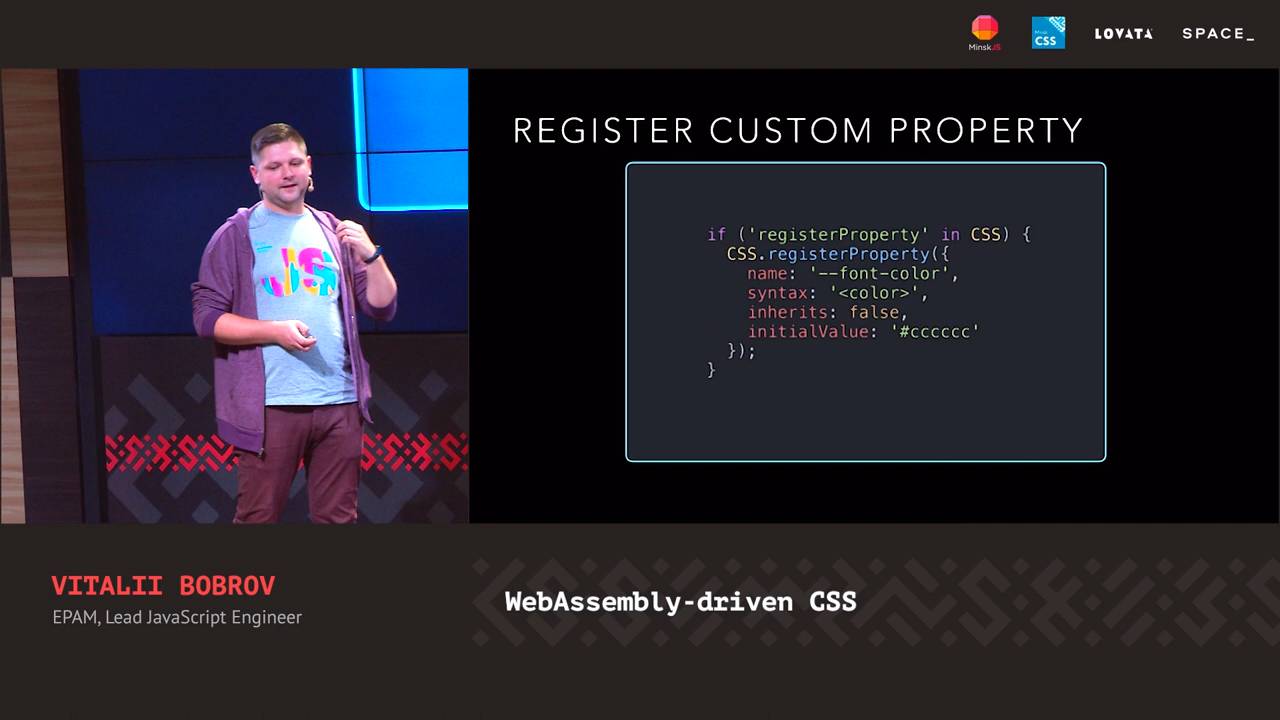 MinskJS
Minsk
CSS
LOVATA
SPACE_
JS
REGISTER CUSTOM PROPERTY
if ('registerProperty' in CSS) {
CSS.registerProperty({
name: '--font-color',
syntax: '<color>',
inherits: false,
initialValue: '#cccccc'
});
}
VITALII BOBROV
EPAM, Lead JavaScript Engineer
WebAssembly-driven CSS